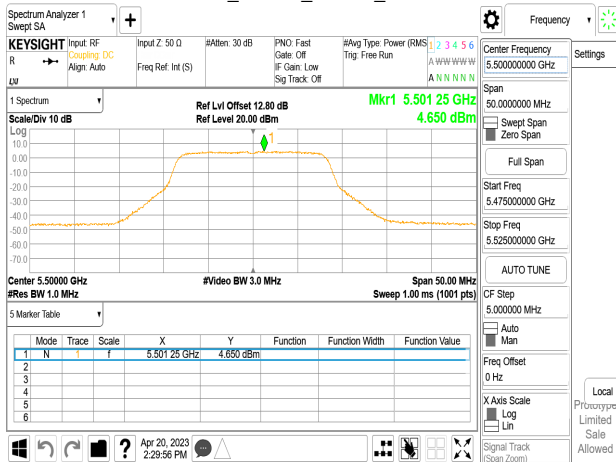 Spectrum Analyzer 1
Swept SA
Frequency
KEYSIGHT
R
LXI
Input: RF
Coupling: DC
Align: Auto
Input Z: 50 Ω
Freq Ref: Int (S)
#Atten: 30 dB
PNO: Fast
Gate: Off
IF Gain: Low
Sig Track: Off
#Avg Type: Power (RMS
Trig: Free Run
1 2 3 4 5 6
A W W W W W
A N N N N N
1 Spectrum
Scale/Div 10 dB
Ref Lvl Offset 12.80 dB
Ref Level 20.00 dBm
Mkr1 5.501 25 GHz
4.650 dBm
Log
10.0
0.00
-10.0
-20.0
-30.0
-40.0
-50.0
-60.0
-70.0
1
Center 5.50000 GHz
#Res BW 1.0 MHz
#Video BW 3.0 MHz
Span 50.00 MHz
Sweep 1.00 ms (1001 pts)
5 Marker Table
Mode Trace Scale X Y Function Function Width Function Value
1 N 1 f 5.501 25 GHz 4.650 dBm
2
3
4
5
6
Apr 20, 2023
2:29:56 PM
?
Center Frequency
5.500000000 GHz
Span
50.0000000 MHz
Swept Span
Zero Span
Full Span
Start Freq
5.475000000 GHz
Stop Freq
5.525000000 GHz
AUTO TUNE
CF Step
5.000000 MHz
Auto
Man
Freq Offset
0 Hz
X Axis Scale
Log
Lin
Signal Track
(Span Zoom)
Settings
Local
Prototype
Limited
Sale
Allowed